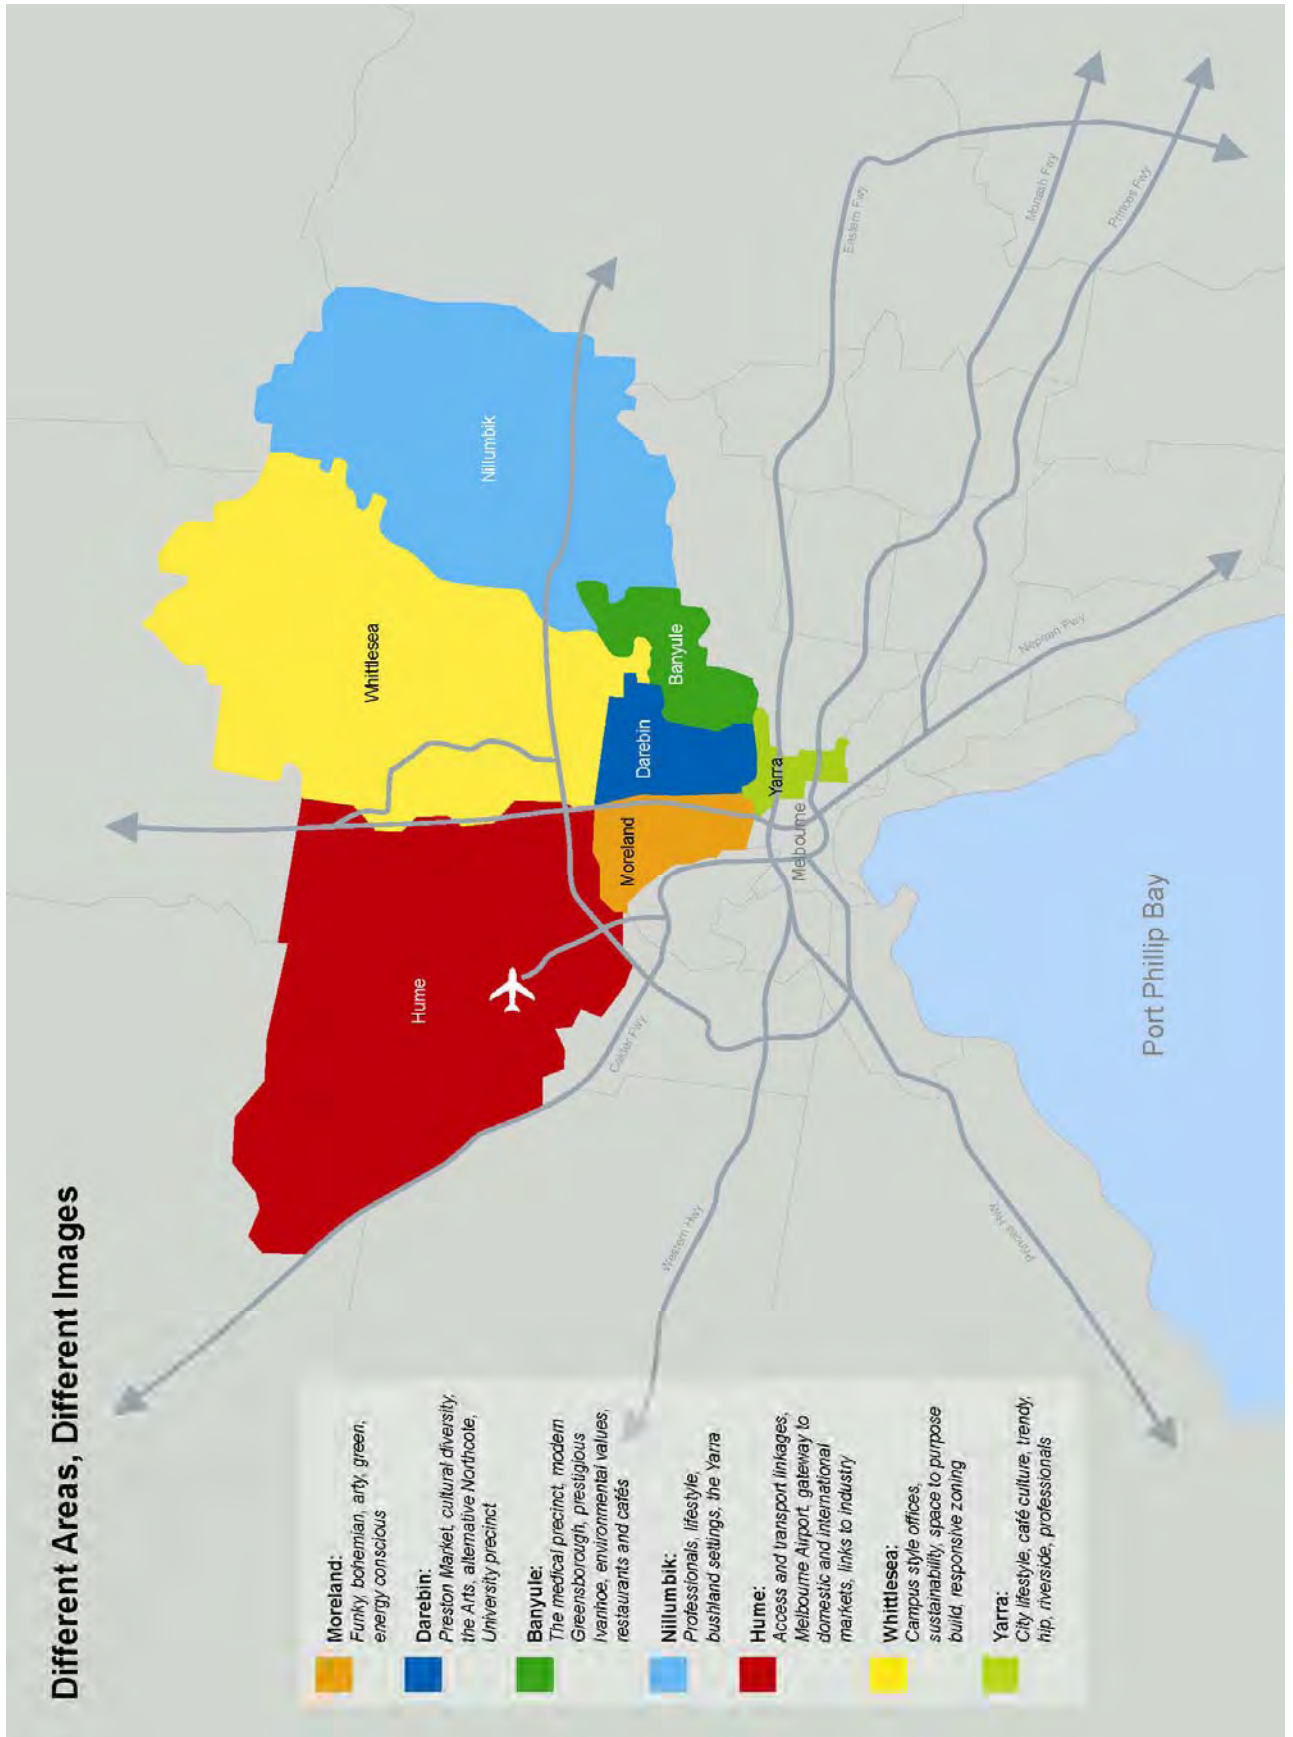 Different Areas, Different Images
Moreland:
Funky, bohemian, arty, green,
energy conscious
Darebin:
Preston Market, cultural diversity,
the Arts, alternative Northcote,
University precinct
Banyule:
The medical precinct, modern
Greensborough, prestigious
Ivanhoe, environmental values,
restaurants and cafés
Nillumbik:
Professionals, lifestyle,
bushland settings, the Yarra
Hume:
Access and transport linkages,
Melbourne Airport, gateway to
domestic and international
markets, links to industry
Whittlesea:
Campus style offices,
sustainability, space to purpose
build, responsive zoning
Yarra:
City lifestyle, café culture, trendy,
hip, riverside, professionals
Whittlesea
Hume
Nillumbik
Moreland
Darebin
Banyule
Yarra
Melbourne
Calder Fwy
Western Hwy
Princes Hwy
Eastern Fwy
Monash Fwy
Princes Fwy
Nepean Fwy
Port Phillip Bay